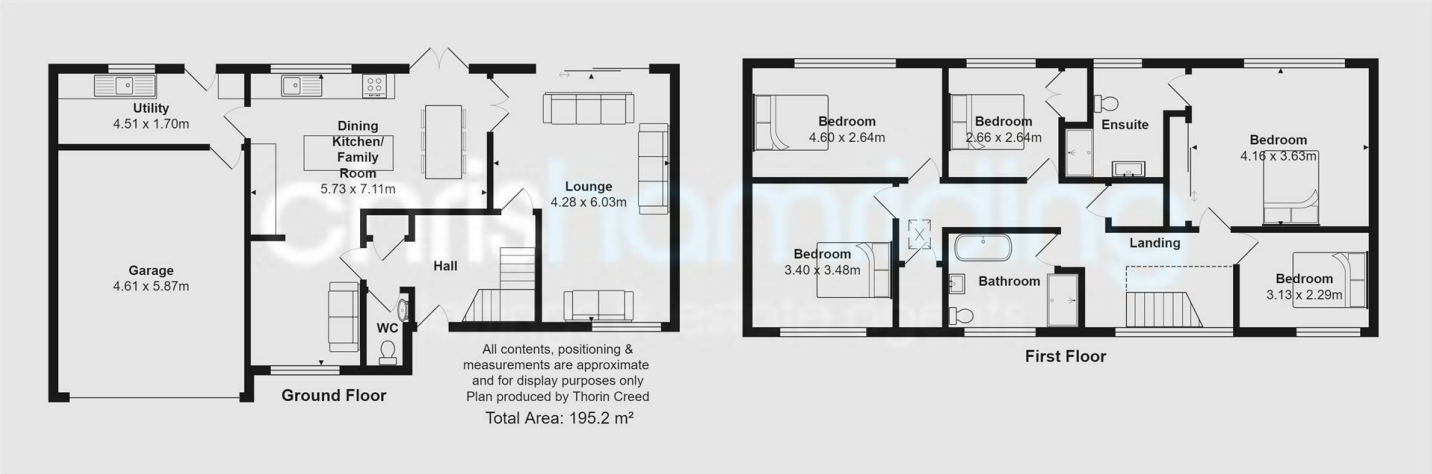 Utility
4.51 x 1.70m
Dining
Kitchen/
Family
Room
5.73 x 7.11m
Lounge
4.28 x 6.03m
Garage
4.61 x 5.87m
Hall
WC
Ground Floor
All contents, positioning &
measurements are approximate
and for display purposes only
Plan produced by Thorin Creed
Total Area: 195.2 m²
Bedroom
4.60 x 2.64m
Bedroom
2.66 x 2.64m
Ensuite
Bedroom
4.16 x 3.63m
Bedroom
3.40 x 3.48m
Bathroom
Landing
Bedroom
3.13 x 2.29m
First Floor
chrishamriding
estate agents